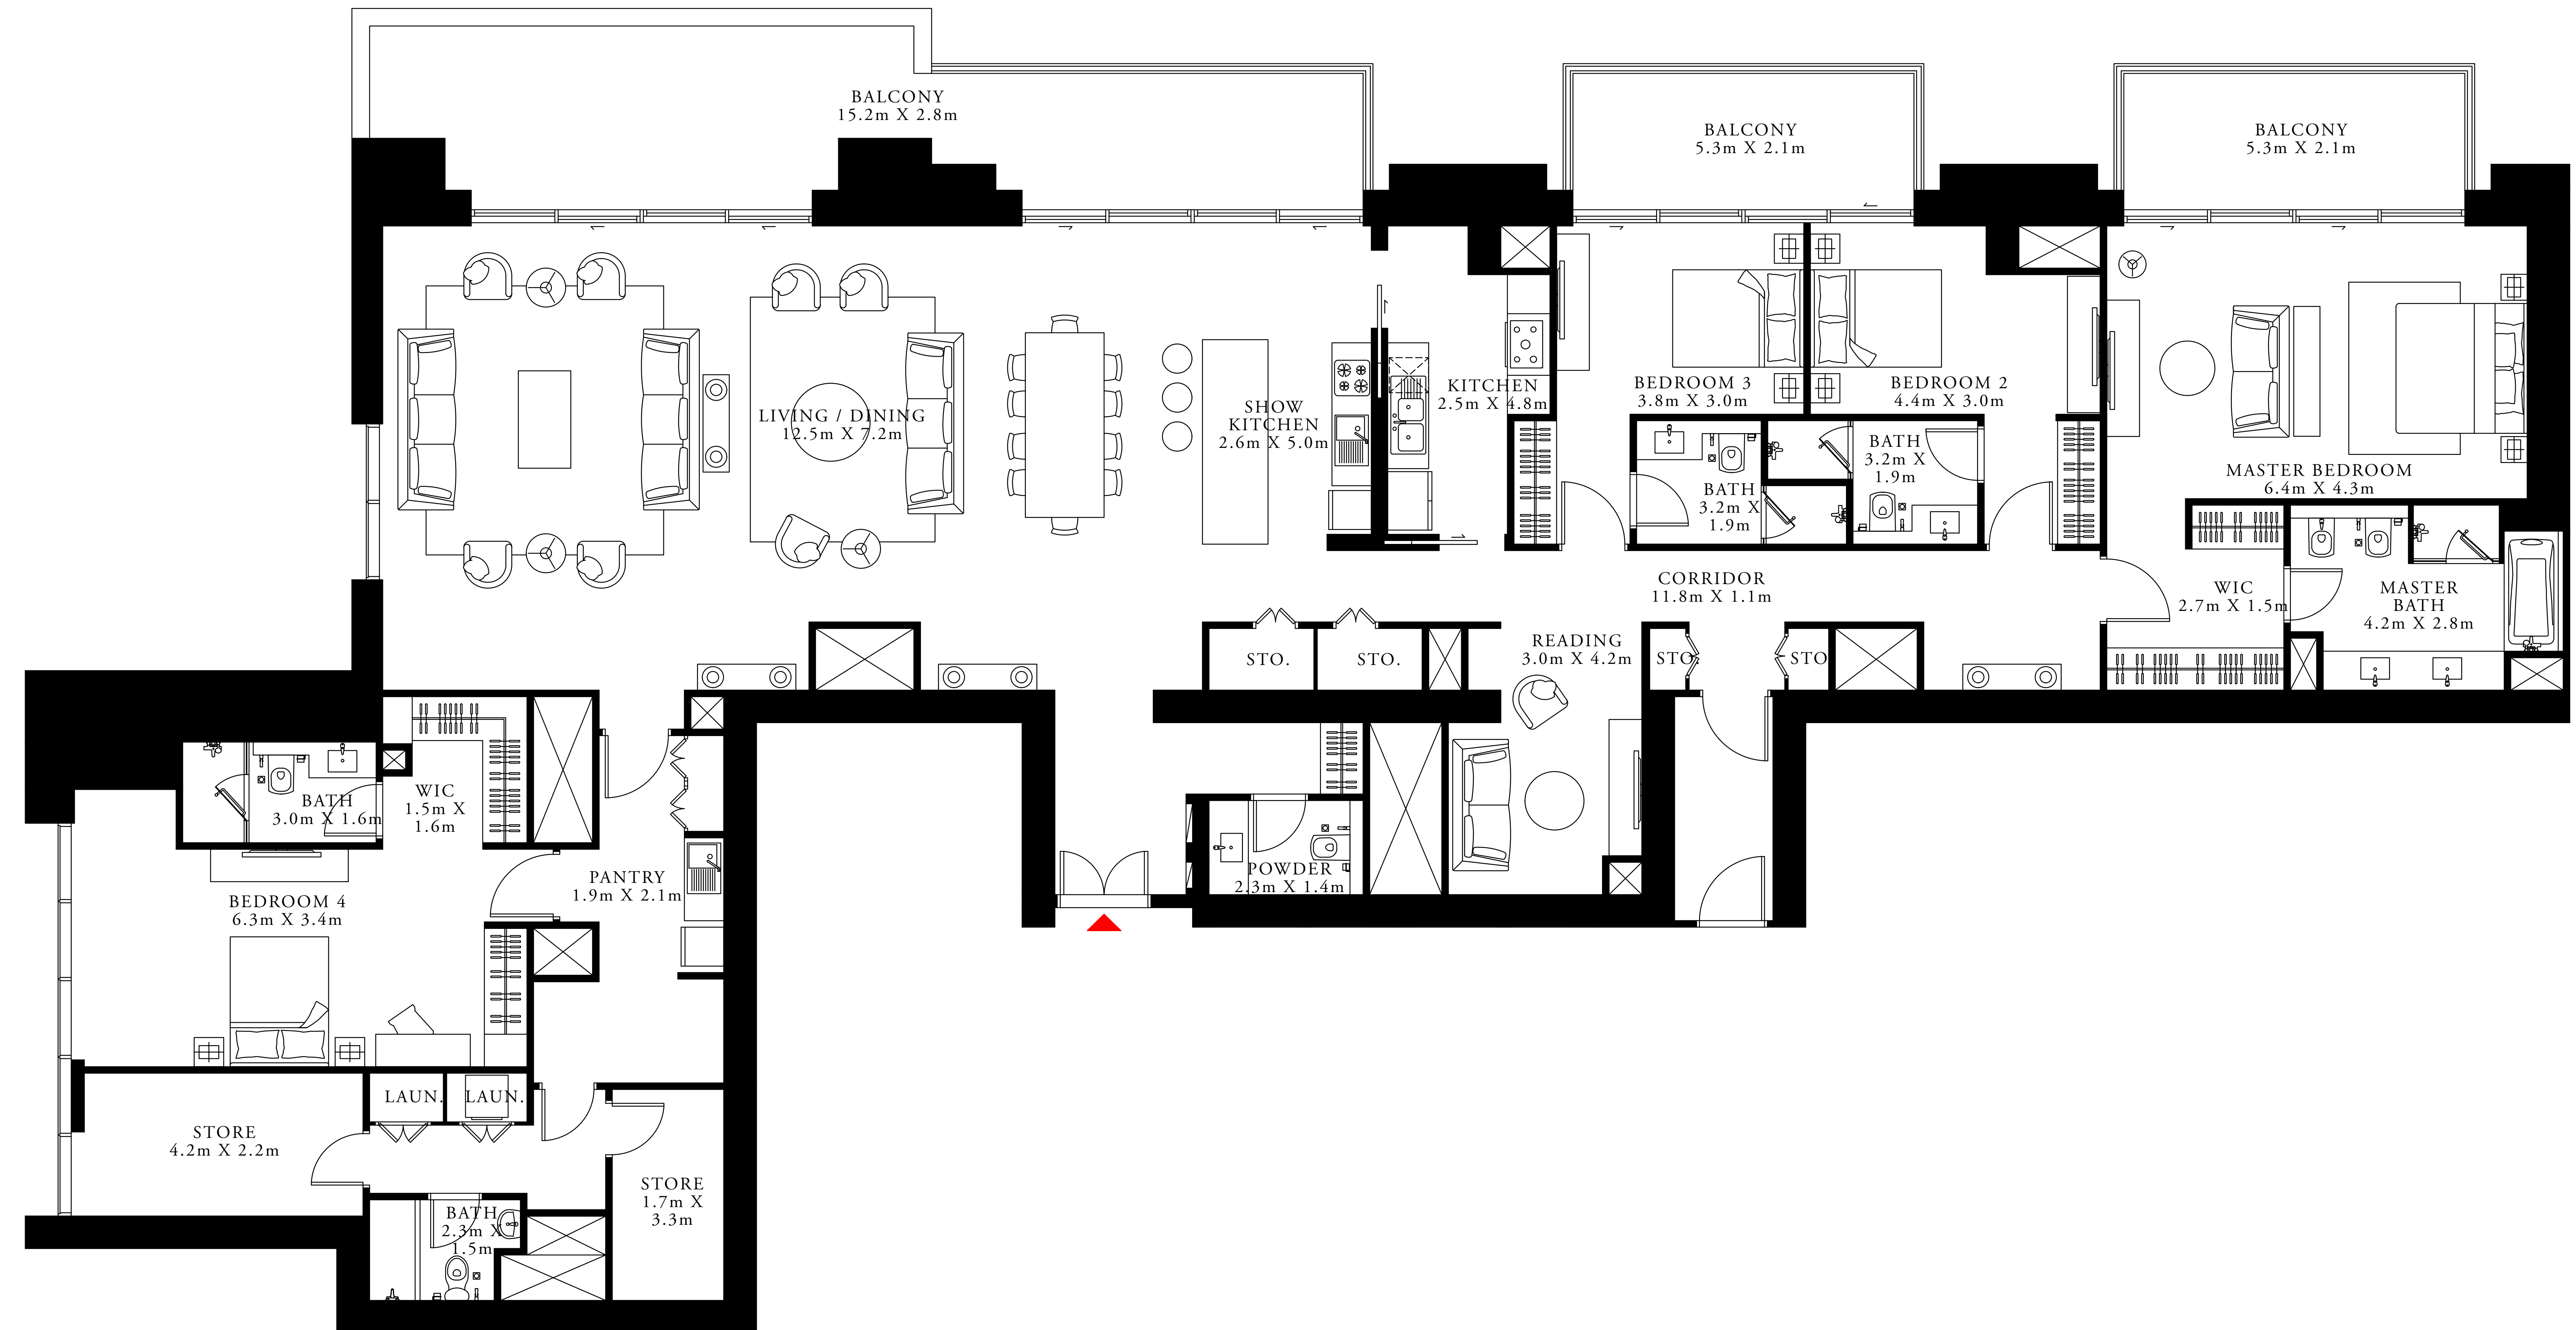 BALCONY
15.2m X 2.8m
BALCONY
5.3m X 2.1m
BALCONY
5.3m X 2.1m
LIVING / DINING
12.5m X 7.2m
SHOW
KITCHEN
2.6m X 5.0m
KITCHEN
2.5m X 4.8m
BEDROOM 3
3.8m X 3.0m
BEDROOM 2
4.4m X 3.0m
BATH
3.2m X
1.9m
BATH
3.2m X
1.9m
MASTER BEDROOM
6.4m X 4.3m
CORRIDOR
11.8m X 1.1m
WIC
2.7m X 1.5m
MASTER
BATH
4.2m X 2.8m
STO.
STO.
READING
3.0m X 4.2m
STO.
STO
BATH
3.0m X 1.6m
WIC
1.5m X
1.6m
PANTRY
1.9m X 2.1m
POWDER
2.3m X 1.4m
BEDROOM 4
6.3m X 3.4m
LAUN.
LAUN.
STORE
4.2m X 2.2m
STORE
1.7m X
3.3m
BATH
2.3m X
1.5m